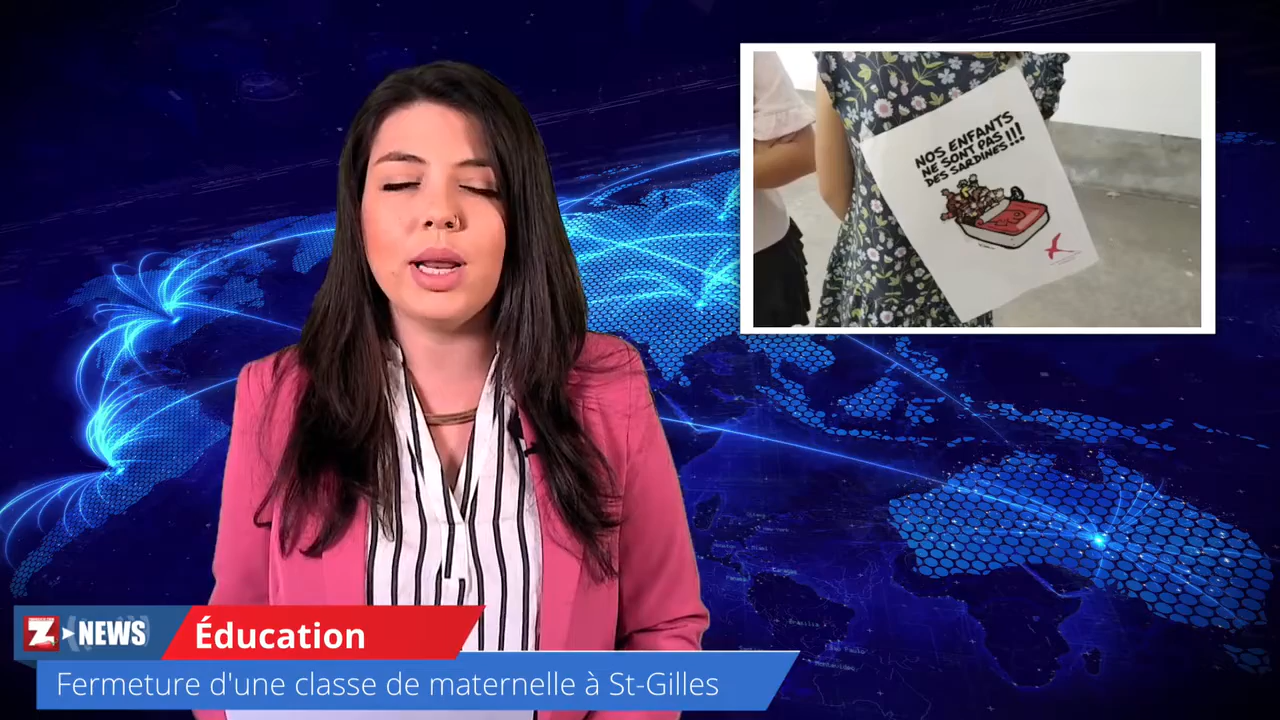 NOS ENFANTS
NE SONT PAS
DES SARDINES!!!
Z NEWS
Éducation
Fermeture d'une classe de maternelle à St-Gilles